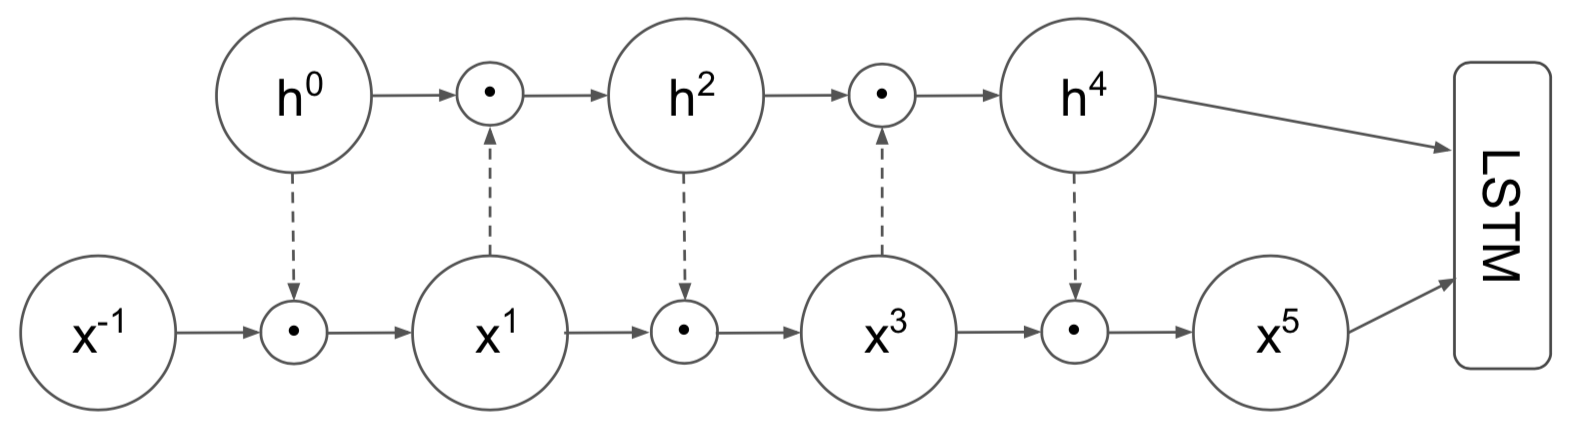 h⁰ h² h⁴
LSTM
x⁻¹ x¹ x³ x⁵